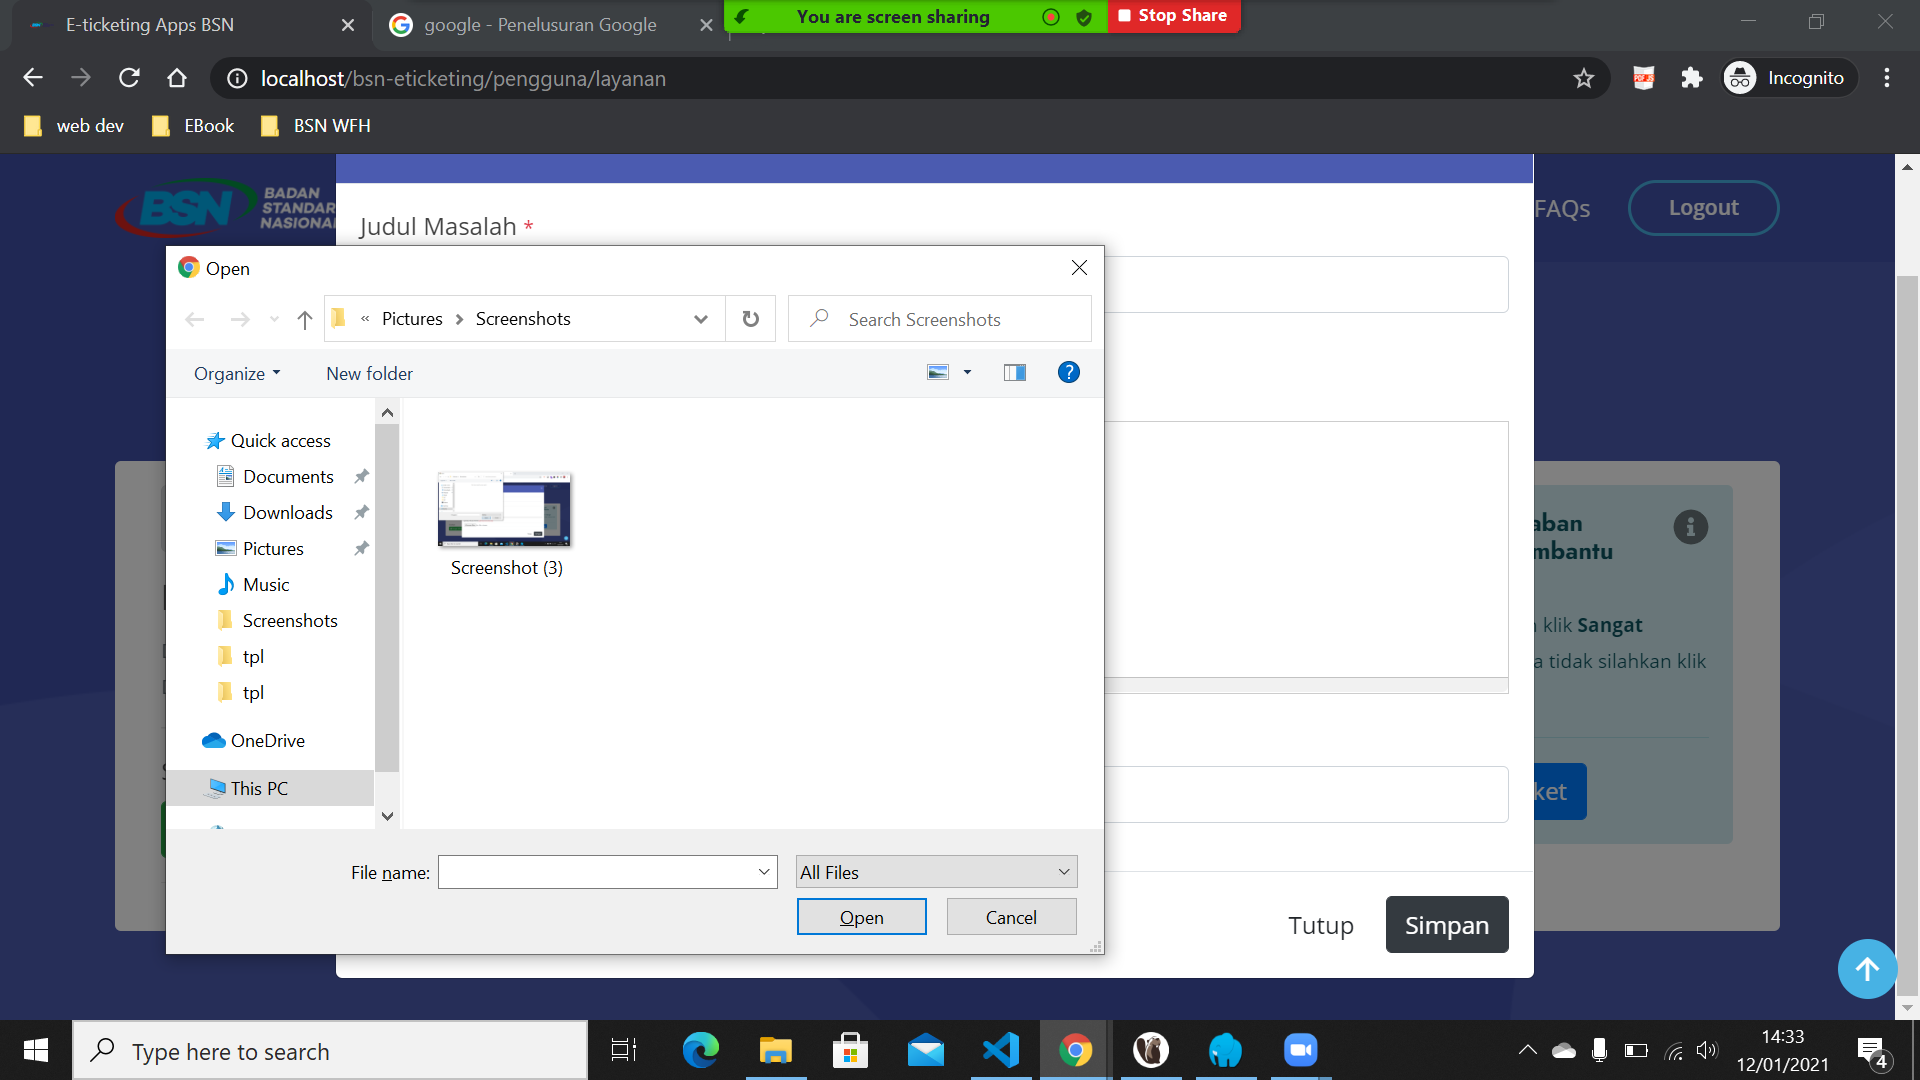 E-ticketing Apps BSN
google - Penelusuran Google
You are screen sharing
Stop Share
localhost/bsn-eticketing/pengguna/layanan
Incognito
web dev
EBook
BSN WFH
BSN
BADAN
STANDAR
NASIONAL
FAQs
Logout
Judul Masalah *
Open
« Pictures > Screenshots
Search Screenshots
Organize
New folder
?
Quick access
Documents
Downloads
Pictures
Music
Screenshots
tpl
tpl
OneDrive
This PC
Screenshot (3)
File name:
All Files
Open
Cancel
aban
mbantu
klik Sangat
a tidak silahkan klik
ket
Tutup
Simpan
Type here to search
14:33
12/01/2021
4